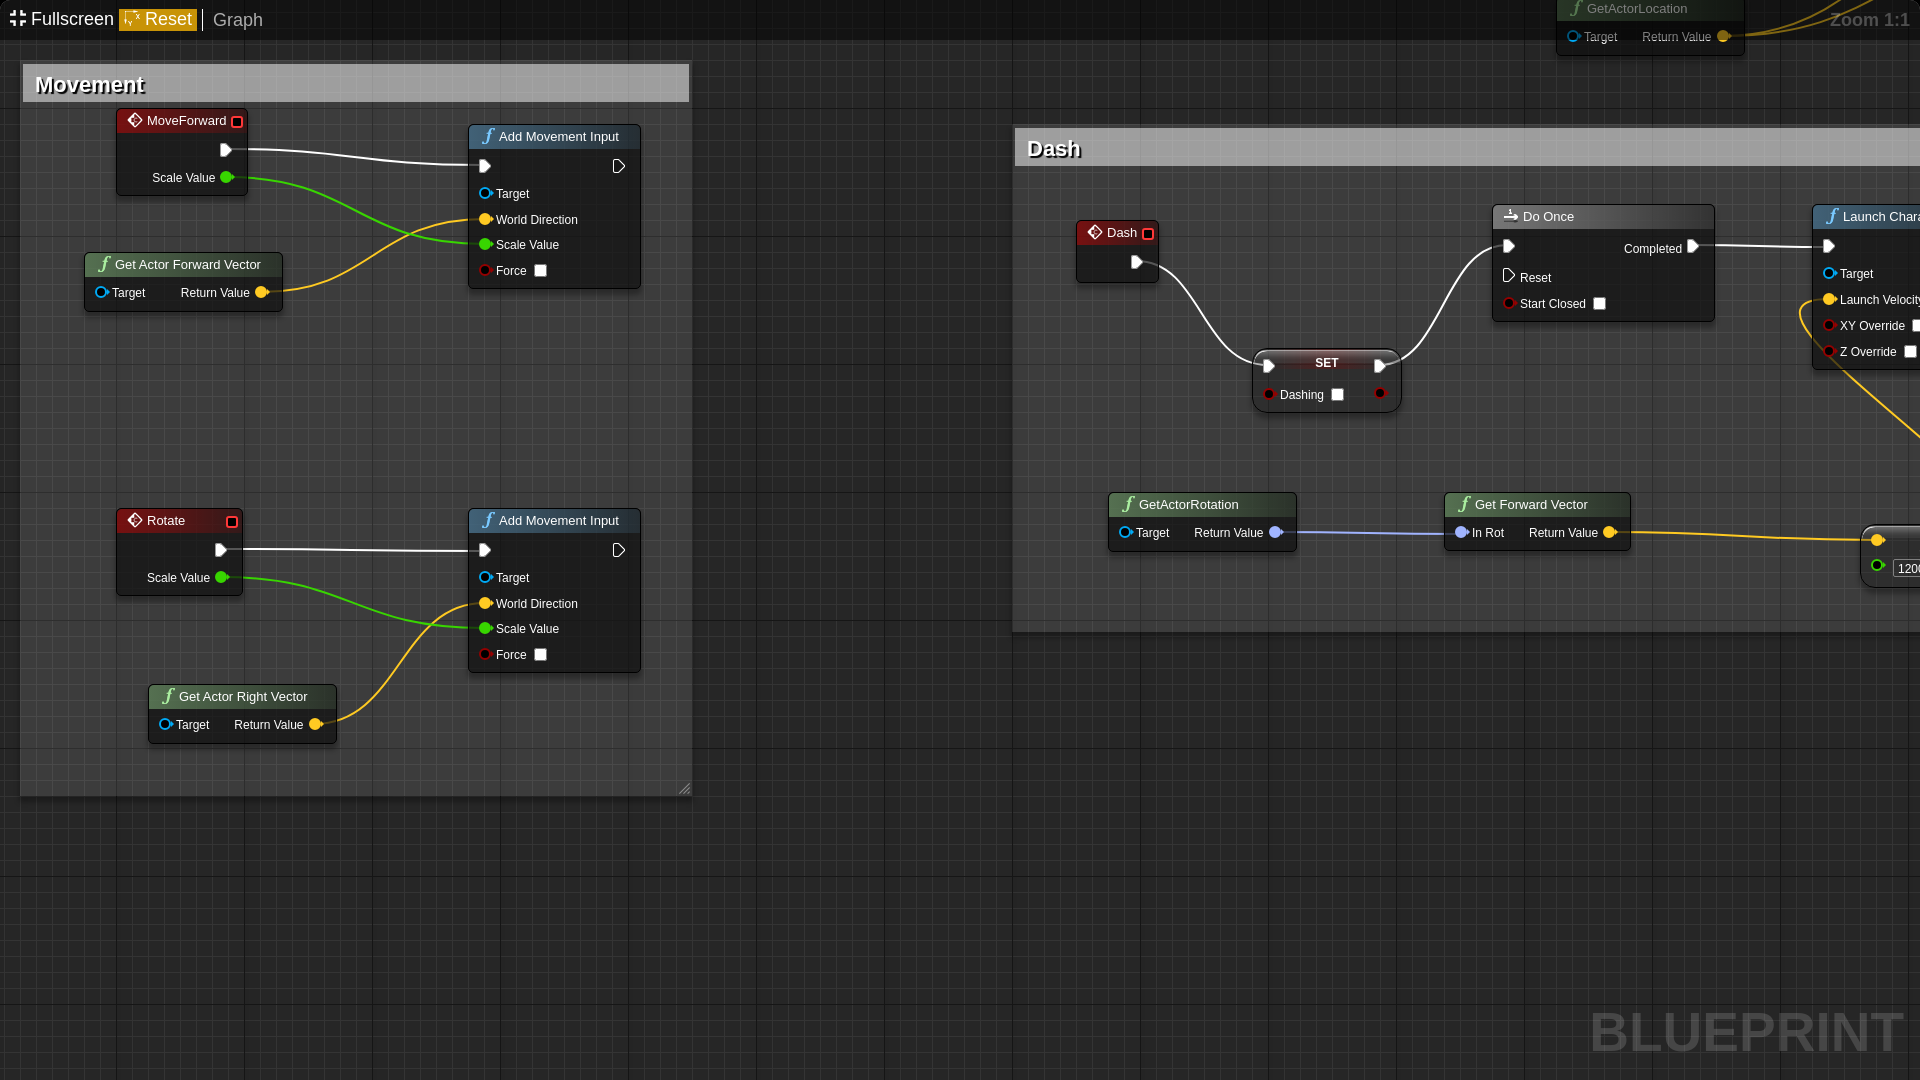 Fullscreen Reset Graph
Zoom 1:1
GetActorLocation
Target Return Value
Movement
MoveForward
Scale Value
Add Movement Input
Target
World Direction
Scale Value
Force
Get Actor Forward Vector
Target Return Value
Rotate
Scale Value
Add Movement Input
Target
World Direction
Scale Value
Force
Get Actor Right Vector
Target Return Value
Dash
Dash
SET
Dashing
1
Do Once
Completed
Reset
Start Closed
Launch Chara
Target
Launch Velocity
XY Override
Z Override
GetActorRotation
Target Return Value
Get Forward Vector
In Rot Return Value
1200
BLUEPRINT